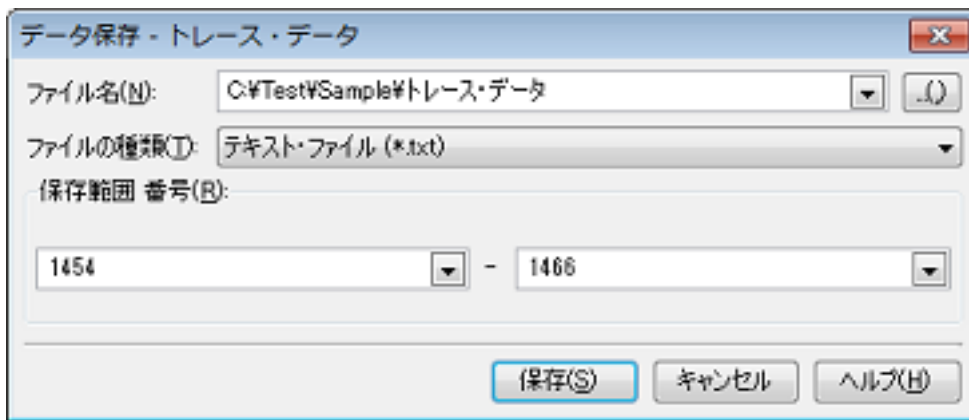 データ保存 - トレース・データ
ファイル名(N): C:¥Test¥Sample¥トレース・データ ...()
ファイルの種類(T): テキスト・ファイル (*.txt)
保存範囲 番号(R):
1454 - 1466
保存(S) キャンセル ヘルプ(H)